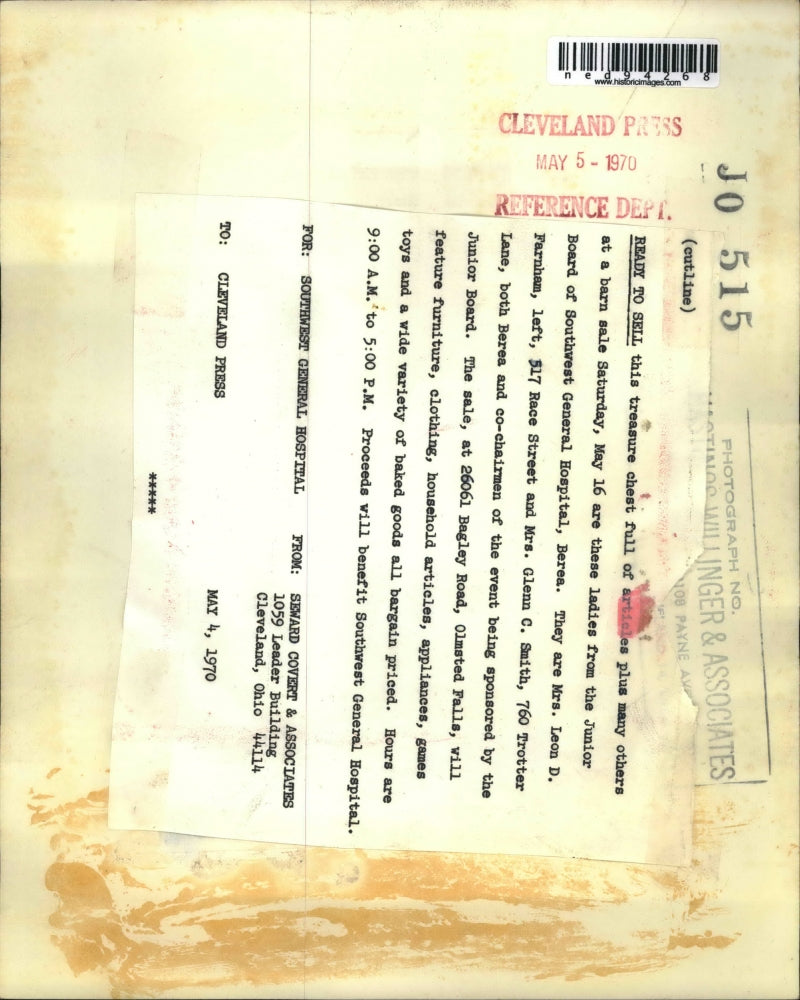 ned94268
www.historicimages.com
CLEVELAND PRESS
MAY 5 - 1970
REFERENCE DEPT.
JO 515
PHOTOGRAPH NO.
WILLINGER & ASSOCIATES
PAYNE
(cutline)
READY TO SELL this treasure chest full of articles plus many others
at a barn sale Saturday, May 16 are these ladies from the Junior
Board of Southwest General Hospital, Berea. They are Mrs. Leon D.
Farnham, left, 517 Race Street and Mrs. Glenn C. Smith, 760 Trotter
Lane, both Berea and co-chairmen of the event being sponsored by the
Junior Board. The sale, at 26061 Bagley Road, Olmsted Falls, will
feature furniture, clothing, household articles, appliances, games
toys and a wide variety of baked goods all bargain priced. Hours are
9:00 A.M. to 5:00 P.M. Proceeds will benefit Southwest General Hospital.
FOR: SOUTHWEST GENERAL HOSPITAL FROM: SEWARD COVERT & ASSOCIATES
1059 Leader Building
Cleveland, Ohio 44114
TO: CLEVELAND PRESS MAY 4, 1970
*****